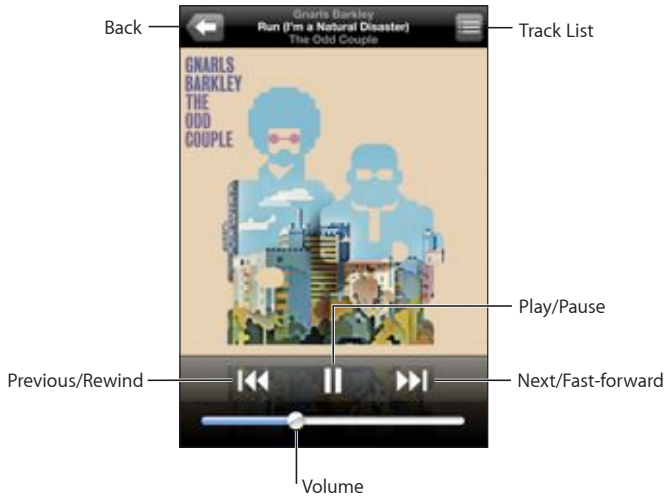 Gnarls Barkley
Back
Run (I'm a Natural Disaster)
Track List
The Odd Couple
GNARLS
BARKLEY
THE
ODD
COUPLE
Play/Pause
Previous/Rewind
Next/Fast-forward
Volume